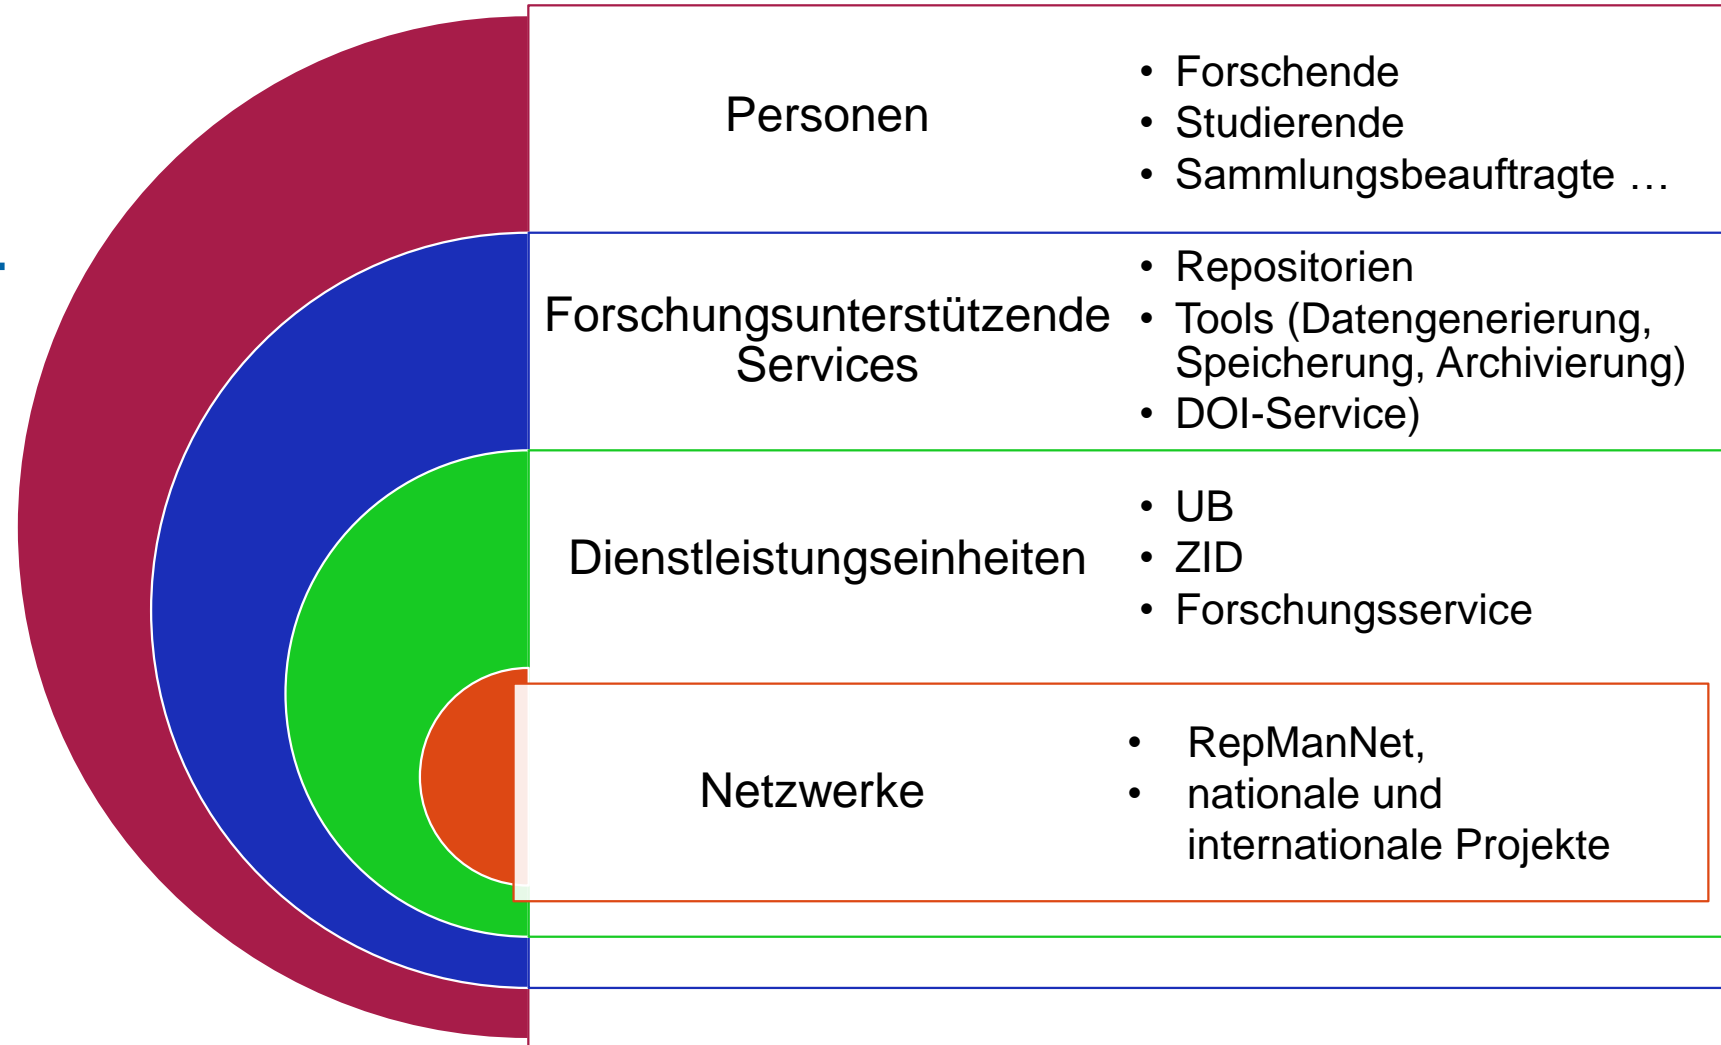 Personen
• Forschende
• Studierende
• Sammlungsbeauftragte …
Forschungsunterstützende
Services
• Repositorien
• Tools (Datengenerierung,
Speicherung, Archivierung)
• DOI-Service)
Dienstleistungseinheiten
• UB
• ZID
• Forschungsservice
Netzwerke
• RepManNet,
• nationale und
internationale Projekte